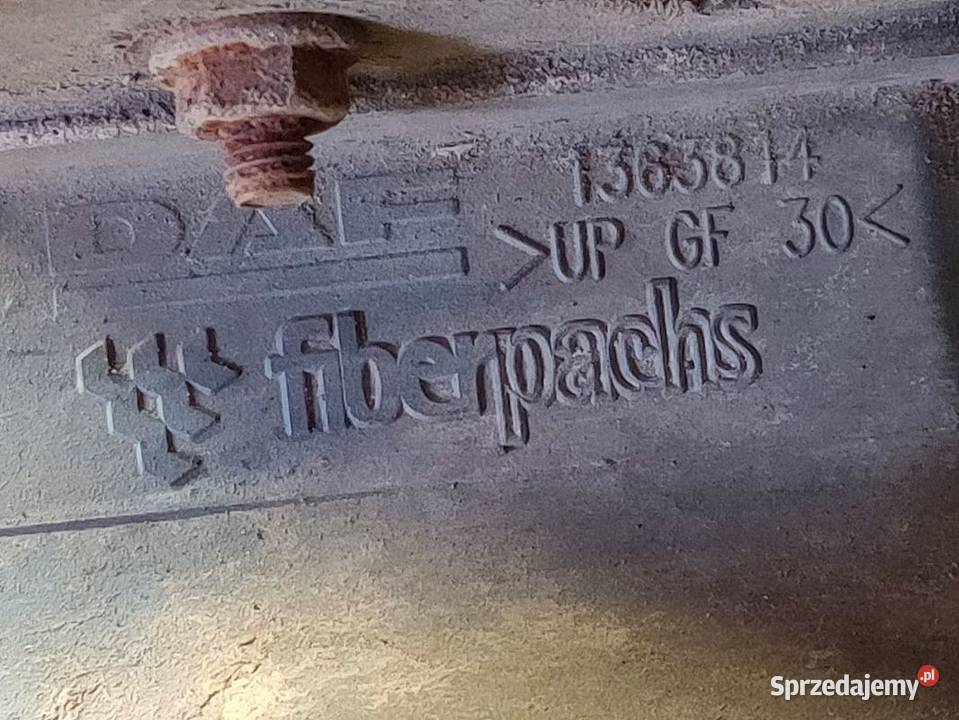 1363814
DAF
>UP GF 30<
fiberpachs
Sprzedajemy.pl